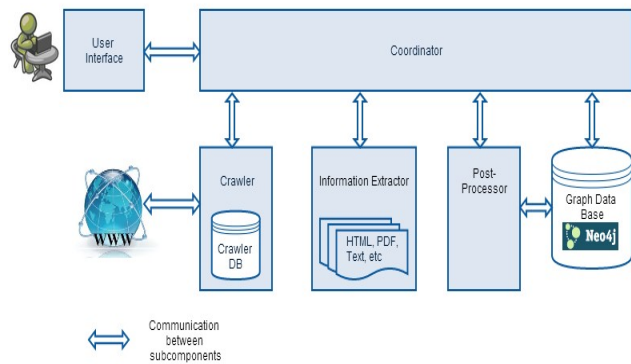 User
Interface
Coordinator
Crawler
Information Extractor
Post-
Processor
Graph Data
Base
Neo4j
WWW
Crawler
DB
HTML, PDF,
Text, etc
Communication
between
subcomponents